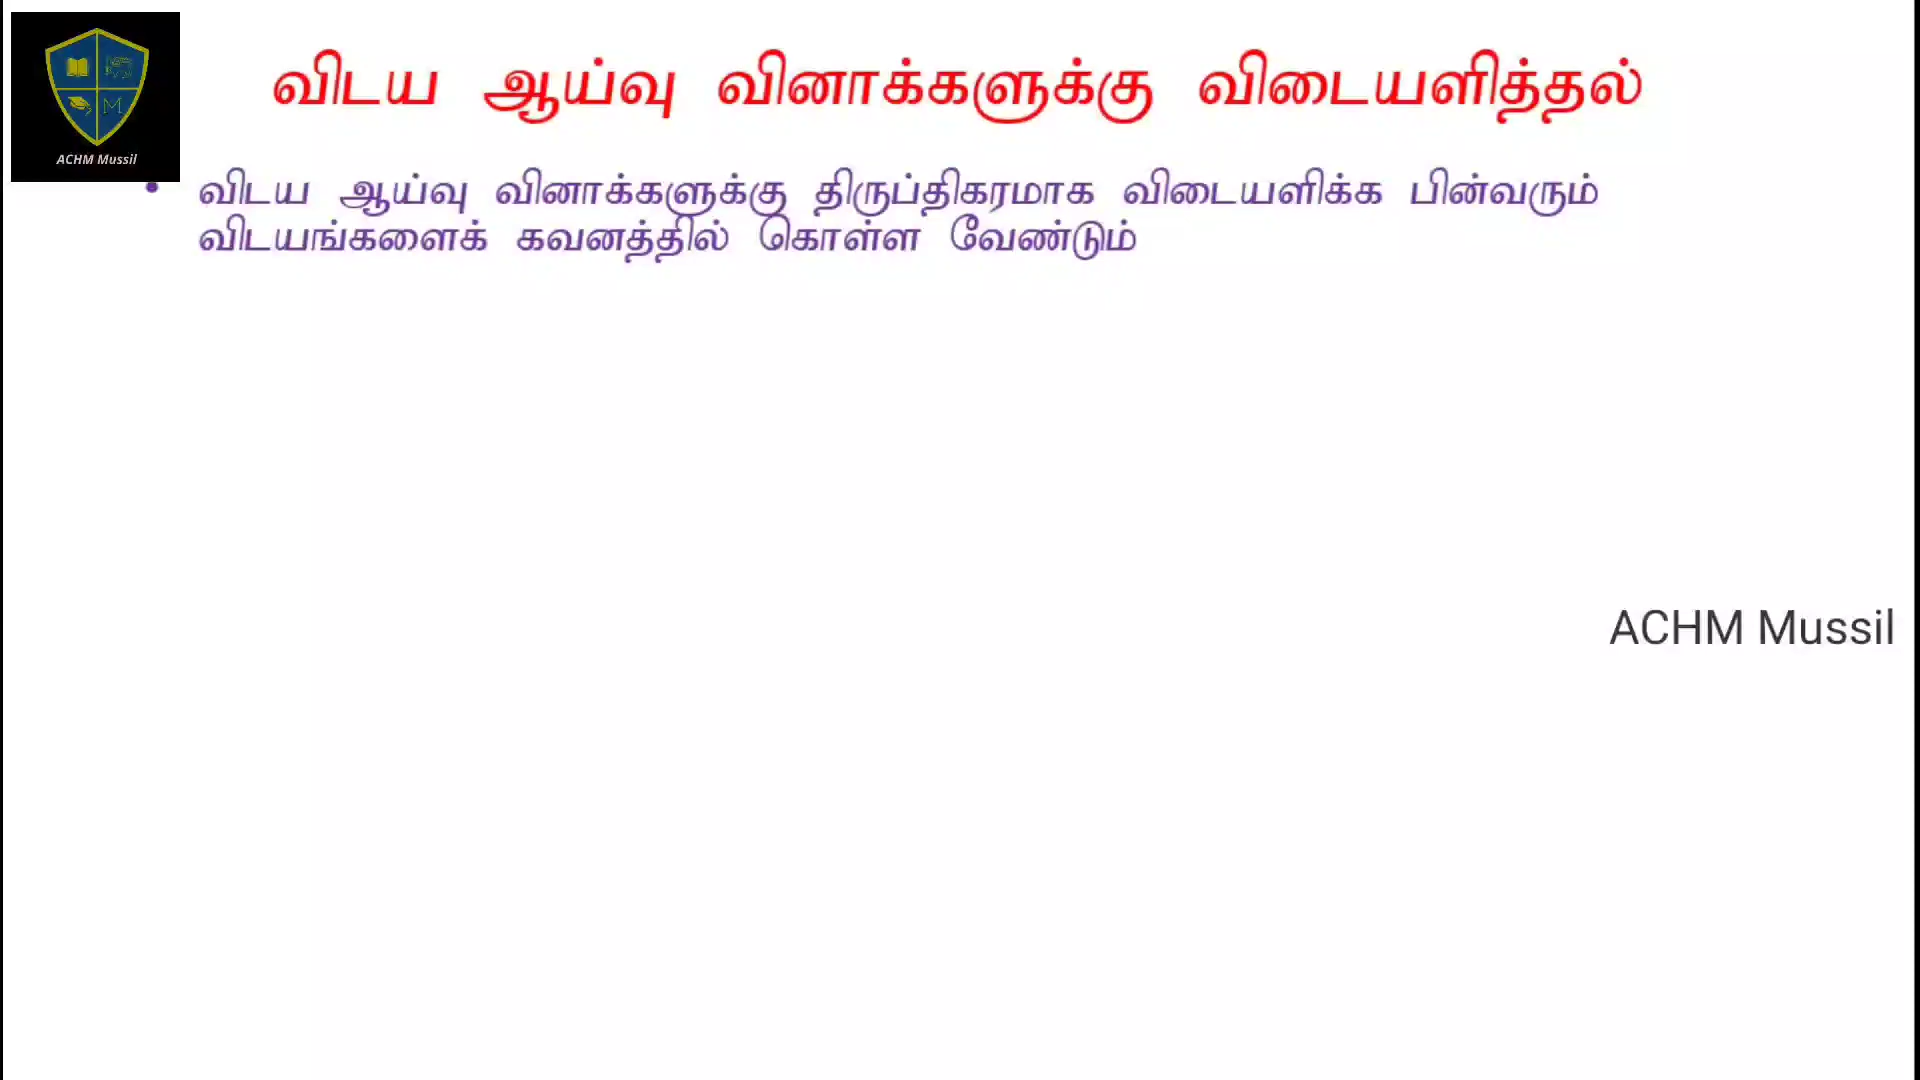 விடய ஆய்வு வினாக்களுக்கு விடையளித்தல்
ACHM Mussil
• விடய ஆய்வு வினாக்களுக்கு திருப்திகரமாக விடையளிக்க பின்வரும்
விடயங்களைக் கவனத்தில் கொள்ள வேண்டும்
ACHM Mussil